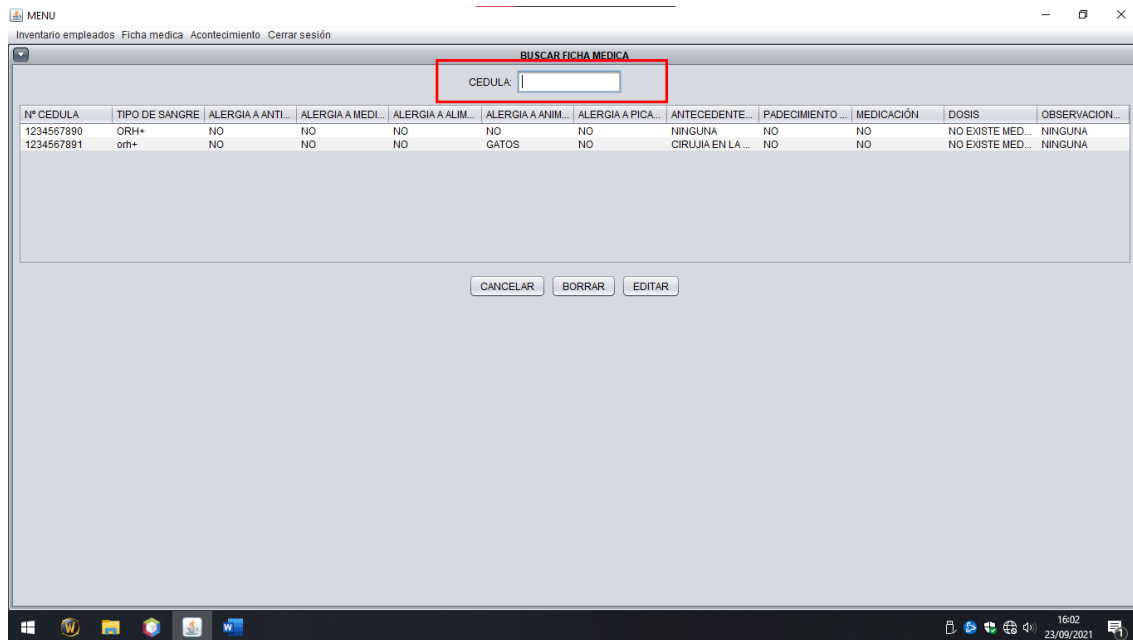 MENU
Inventario empleados Ficha medica Acontecimiento Cerrar sesión
BUSCAR FICHA MEDICA
CEDULA:
Nº CEDULA TIPO DE SANGRE ALERGIA A ANTI... ALERGIA A MEDI... ALERGIA A ALIM... ALERGIA A ANIM... ALERGIA A PICA... ANTECEDENTE... PADECIMIENTO ... MEDICACIÓN DOSIS OBSERVACION...
1234567890 ORH+ NO NO NO NO NO NINGUNA NO NO NO EXISTE MED... NINGUNA
1234567891 orh+ NO NO NO GATOS NO CIRUJIA EN LA ... NO NO NO EXISTE MED... NINGUNA
CANCELAR BORRAR EDITAR
16:02
23/09/2021